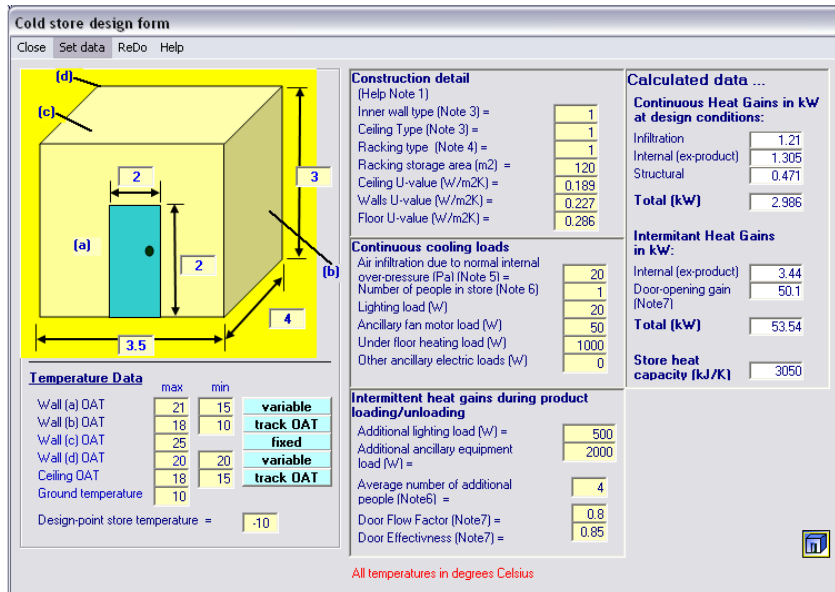 Cold store design form
Close Set data ReDo Help
(d)
(c)
2
3
(a)
2
(b)
4
3.5
Temperature Data
max min
Wall (a) OAT 21 15 variable
Wall (b) OAT 18 10 track OAT
Wall (c) OAT 25 fixed
Wall (d) OAT 20 20 variable
Ceiling OAT 18 15 track OAT
Ground temperature 10
Design-point store temperature = -10
Construction detail
(Help Note 1)
Inner wall type (Note 3) = 1
Ceiling Type (Note 3) = 1
Racking type (Note 4) = 1
Racking storage area (m2) = 120
Ceiling U-value (W/m2K) = 0.189
Walls U-value (W/m2K) = 0.227
Floor U-value (W/m2K) = 0.286
Continuous cooling loads
Air infiltration due to normal internal
over-pressure (Pa) (Note 5) = 20
Number of people in store (Note 6) 1
Lighting load (W) 20
Ancillary fan motor load (W) 50
Under floor heating load (W) 1000
Other ancillary electric loads (W) 0
Intermittent heat gains during product
loading/unloading
Additional lighting load (W) = 500
Additional ancillary equipment
load (W) = 2000
Average number of additional
people (Note6) = 4
Door Flow Factor (Note7) = 0.8
Door Effectivness (Note7) = 0.85
All temperatures in degrees Celsius
Calculated data ...
Continuous Heat Gains in kW
at design conditions:
Infiltration 1.21
Internal (ex-product) 1.305
Structural 0.471
Total (kW) 2.986
Intermitant Heat Gains
in kW:
Internal (ex-product) 3.44
Door-opening gain 50.1
(Note7)
Total (kW) 53.54
Store heat
capacity (kJ/K) 3050